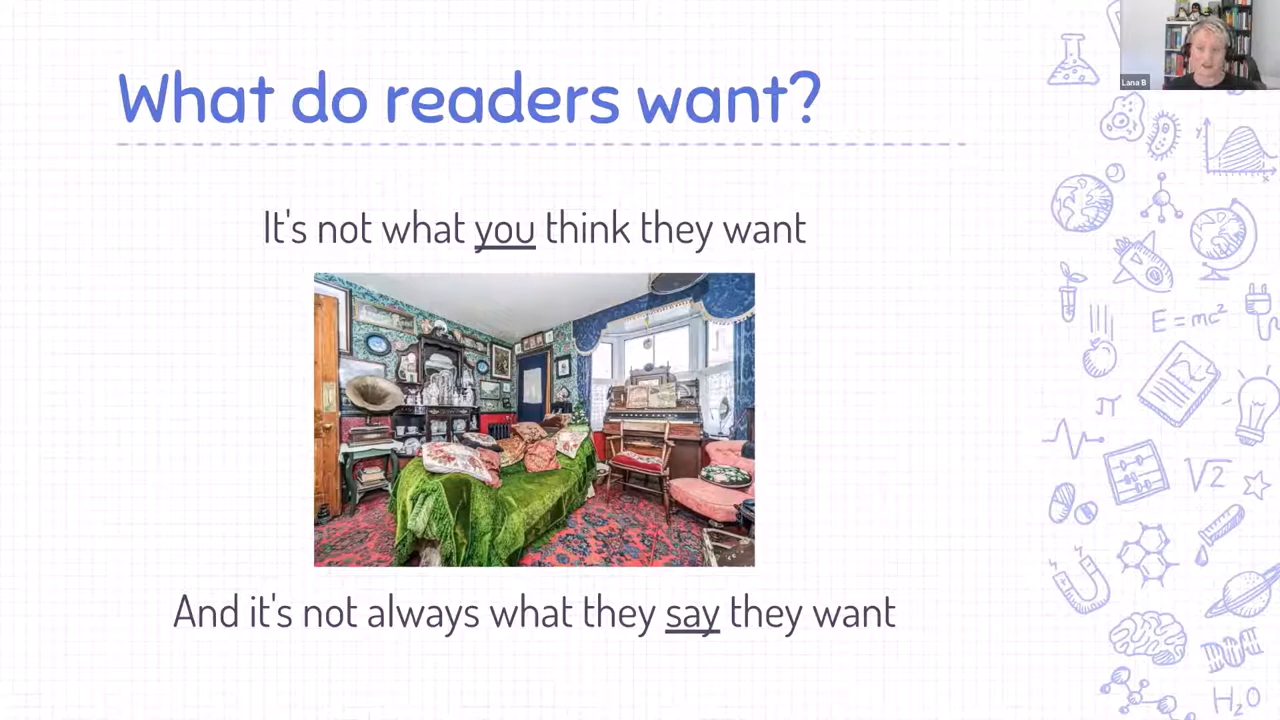 What do readers want?
Lana B
It's not what you think they want
And it's not always what they say they want
y
x
E=mc²
π
√2
H₂O